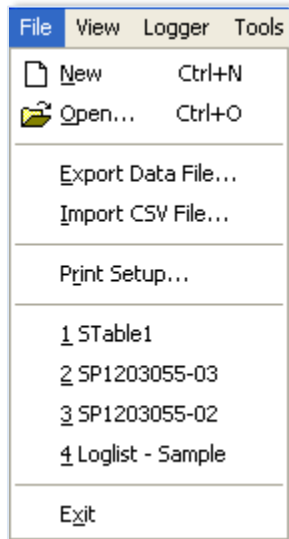 File View Logger Tools
New Ctrl+N
Open... Ctrl+O
Export Data File...
Import CSV File...
Print Setup...
1 STable1
2 SP1203055-03
3 SP1203055-02
4 Loglist - Sample
Exit